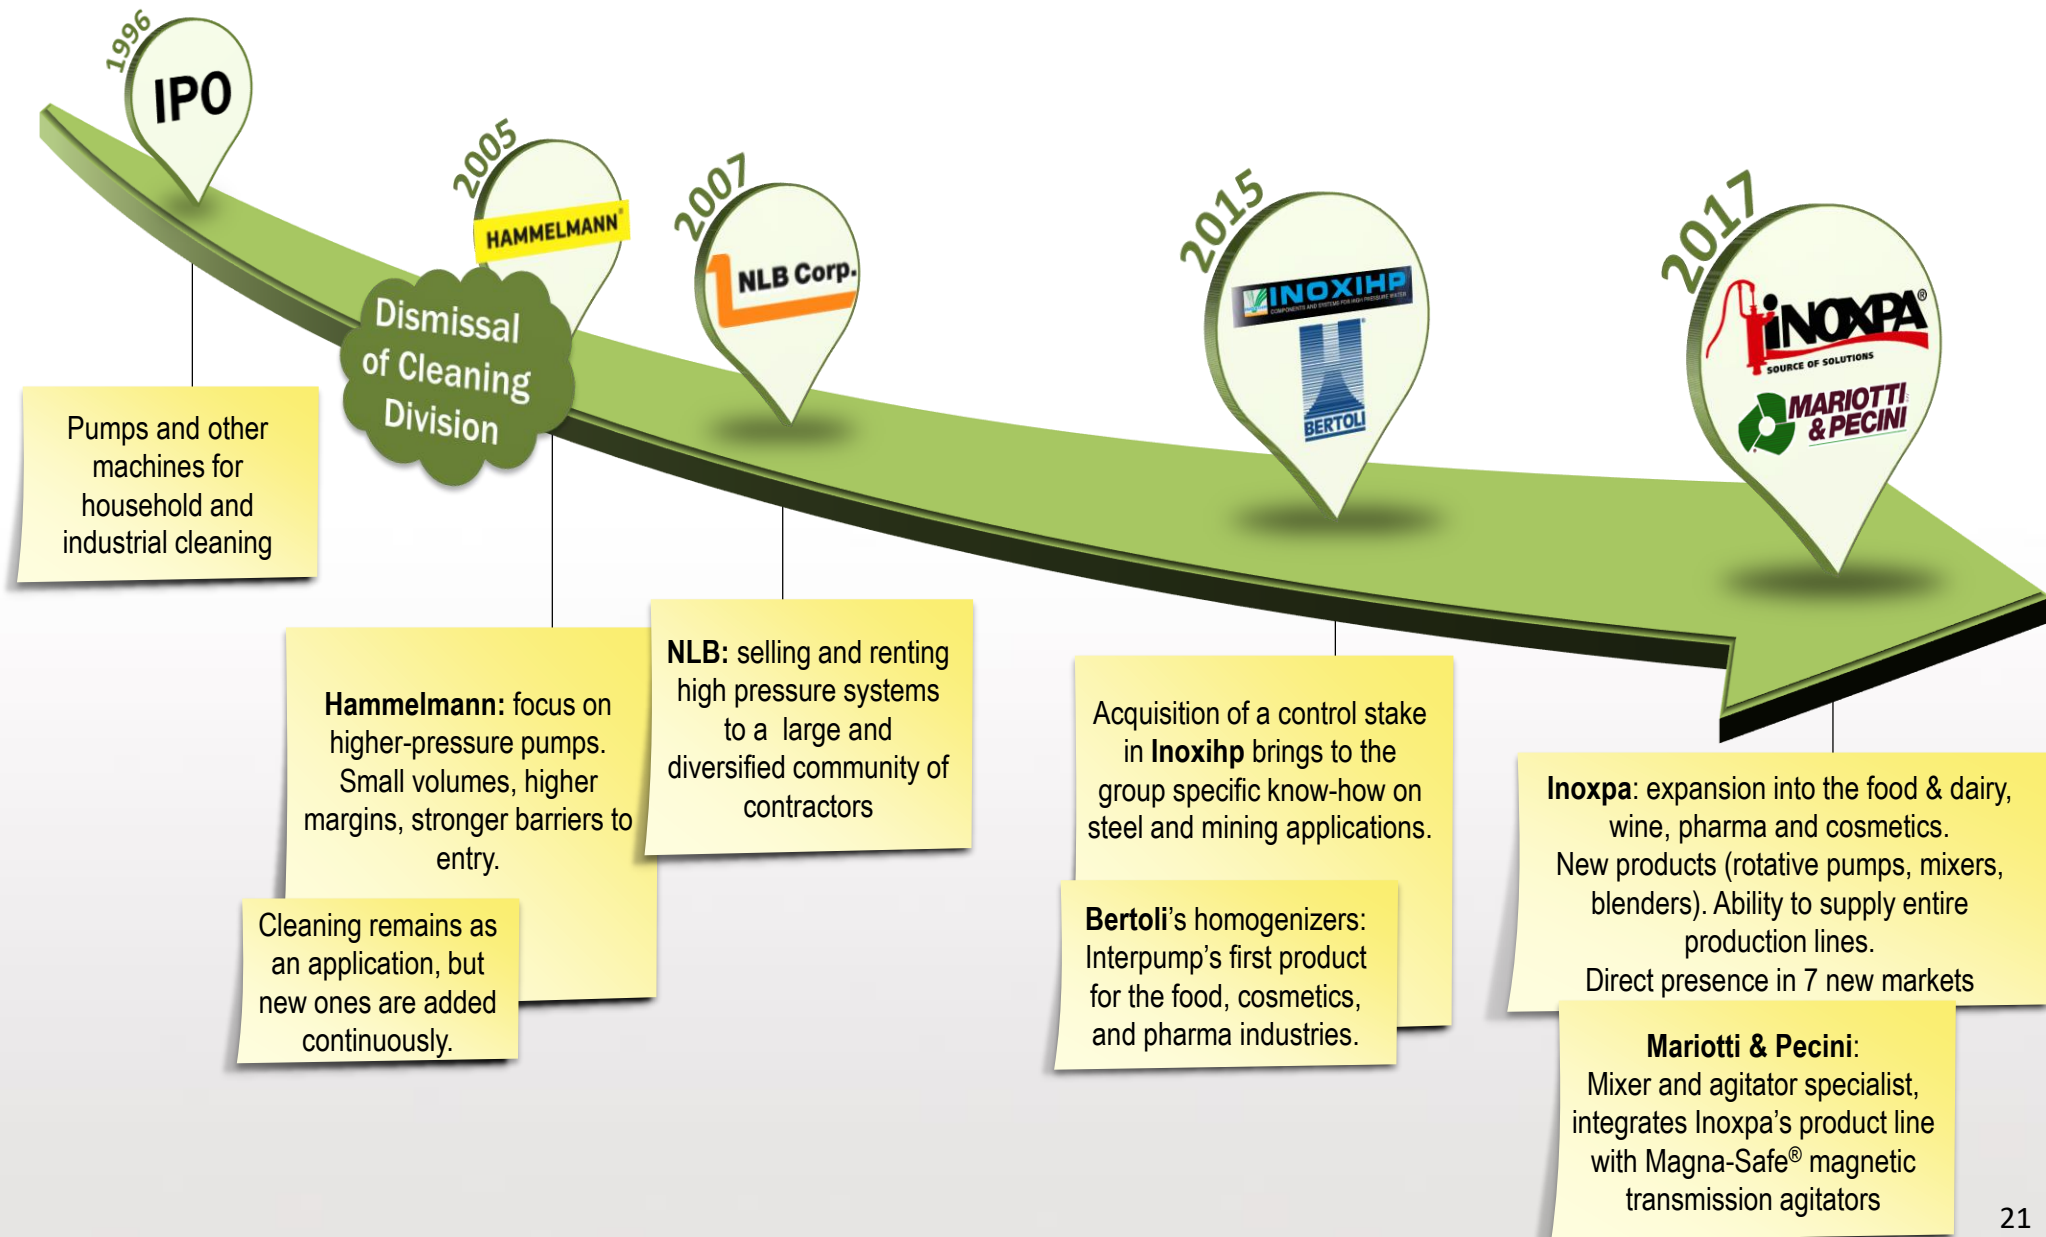 1996
IPO
Pumps and other
machines for
household and
industrial cleaning
2005
HAMMELMANN®
Dismissal
of Cleaning
Division
Hammelmann: focus on
higher-pressure pumps.
Small volumes, higher
margins, stronger barriers to
entry.
Cleaning remains as
an application, but
new ones are added
continuously.
2007
NLB Corp.
NLB: selling and renting
high pressure systems
to a large and
diversified community of
contractors
2015
INOXIHP
COMPONENTS AND SYSTEMS FOR HIGH PRESSURE WATER
BERTOLI
Acquisition of a control stake
in Inoxihp brings to the
group specific know-how on
steel and mining applications.
Bertoli's homogenizers:
Interpump's first product
for the food, cosmetics,
and pharma industries.
2017
iNOXPA®
SOURCE OF SOLUTIONS
MARIOTTI
& PECINI
Inoxpa: expansion into the food & dairy,
wine, pharma and cosmetics.
New products (rotative pumps, mixers,
blenders). Ability to supply entire
production lines.
Direct presence in 7 new markets
Mariotti & Pecini:
Mixer and agitator specialist,
integrates Inoxpa's product line
with Magna-Safe® magnetic
transmission agitators
21